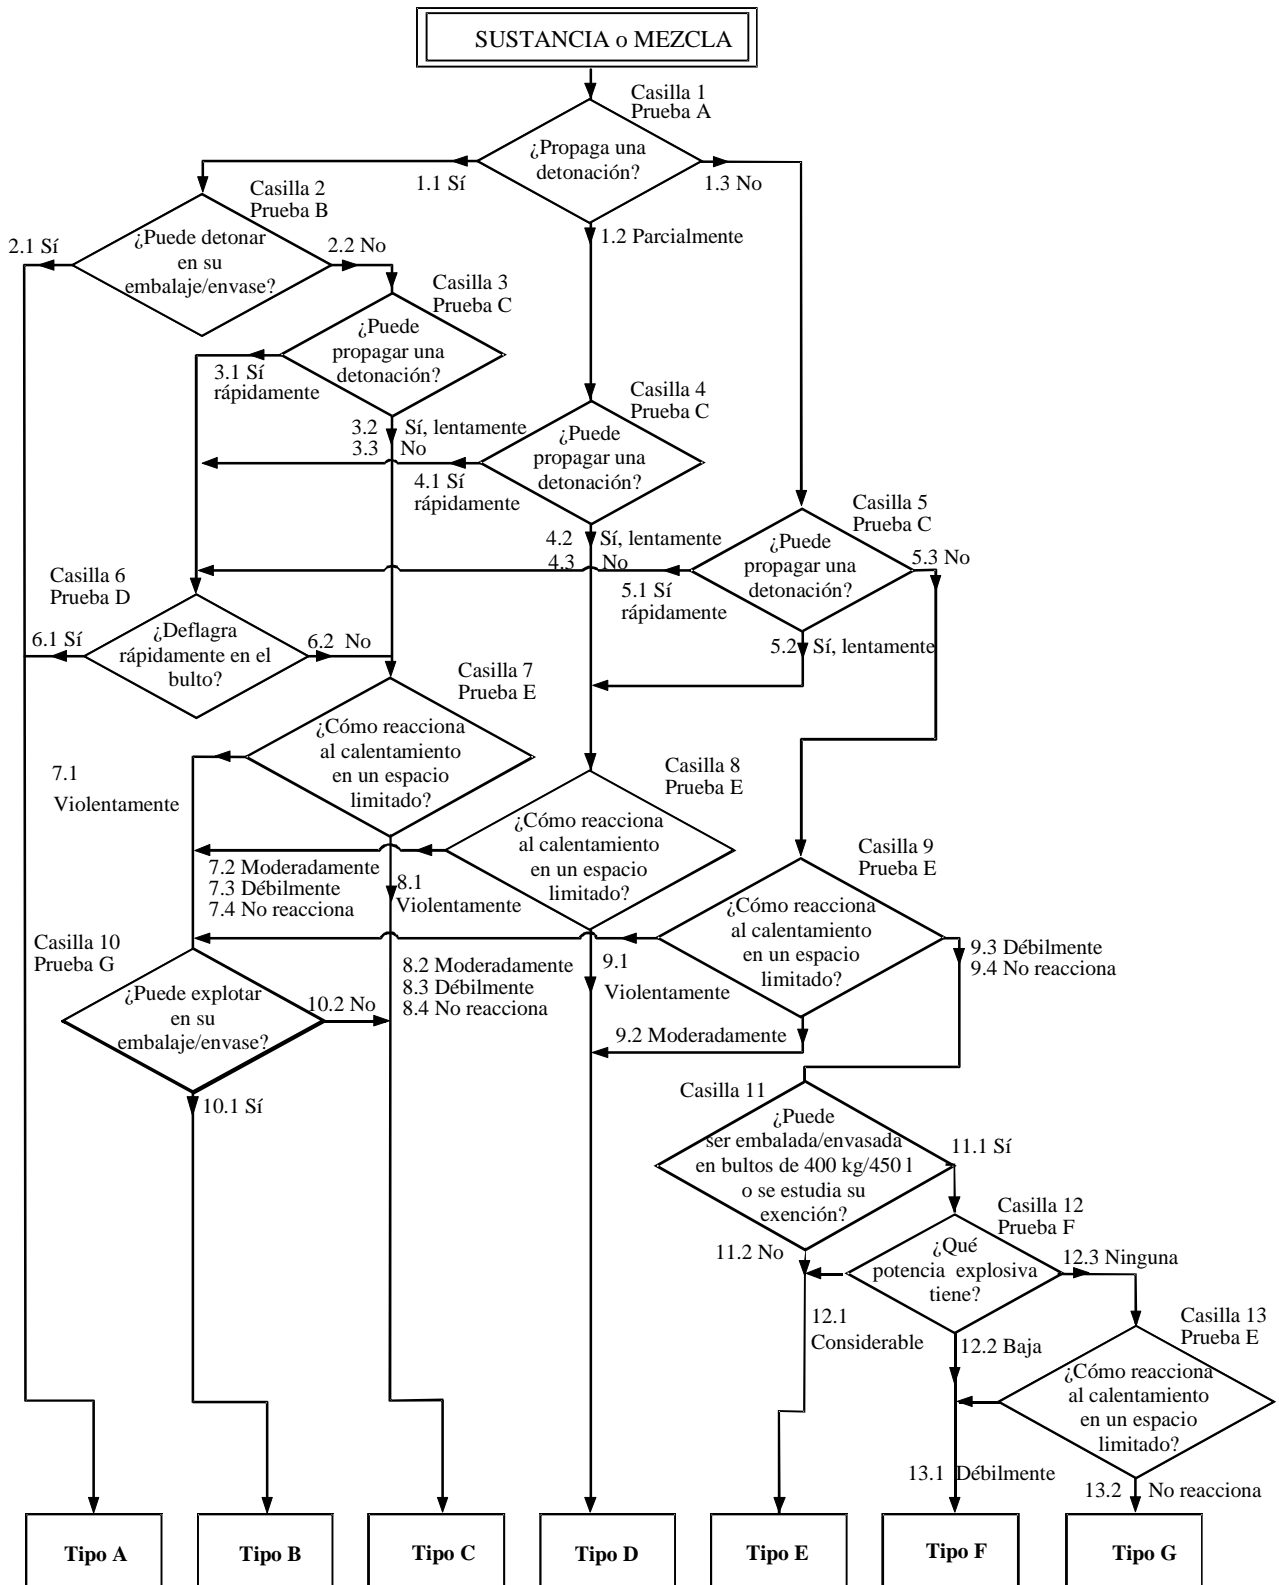 SUSTANCIA o MEZCLA
Casilla 1
Prueba A
¿Propaga una
detonación?
1.1 Sí
1.3 No
1.2 Parcialmente
Casilla 2
Prueba B
¿Puede detonar
en su
embalaje/envase?
2.1 Sí
2.2 No
Casilla 3
Prueba C
¿Puede
propagar una
detonación?
3.1 Sí
rápidamente
3.2 Sí, lentamente
3.3 No
Casilla 4
Prueba C
¿Puede
propagar una
detonación?
4.1 Sí
rápidamente
4.2 Sí, lentamente
4.3 No
Casilla 5
Prueba C
¿Puede
propagar una
detonación?
5.3 No
5.1 Sí
rápidamente
5.2 Sí, lentamente
Casilla 6
Prueba D
¿Deflagra
rápidamente en el
bulto?
6.1 Sí
6.2 No
Casilla 7
Prueba E
¿Cómo reacciona
al calentamiento
en un espacio
limitado?
7.1
Violentamente
7.2 Moderadamente
7.3 Débilmente
7.4 No reacciona
Casilla 8
Prueba E
¿Cómo reacciona
al calentamiento
en un espacio
limitado?
8.1
Violentamente
8.2 Moderadamente
8.3 Débilmente
8.4 No reacciona
Casilla 9
Prueba E
¿Cómo reacciona
al calentamiento
en un espacio
limitado?
9.1
Violentamente
9.2 Moderadamente
9.3 Débilmente
9.4 No reacciona
Casilla 10
Prueba G
¿Puede explotar
en su
embalaje/envase?
10.2 No
10.1 Sí
Casilla 11
¿Puede
ser embalada/envasada
en bultos de 400 kg/450 l
o se estudia su
exención?
11.1 Sí
11.2 No
Casilla 12
Prueba F
¿Qué
potencia explosiva
tiene?
12.3 Ninguna
12.1
Considerable
12.2 Baja
Casilla 13
Prueba E
¿Cómo reacciona
al calentamiento
en un espacio
limitado?
13.1 Débilmente
13.2 No reacciona
Tipo A
Tipo B
Tipo C
Tipo D
Tipo E
Tipo F
Tipo G